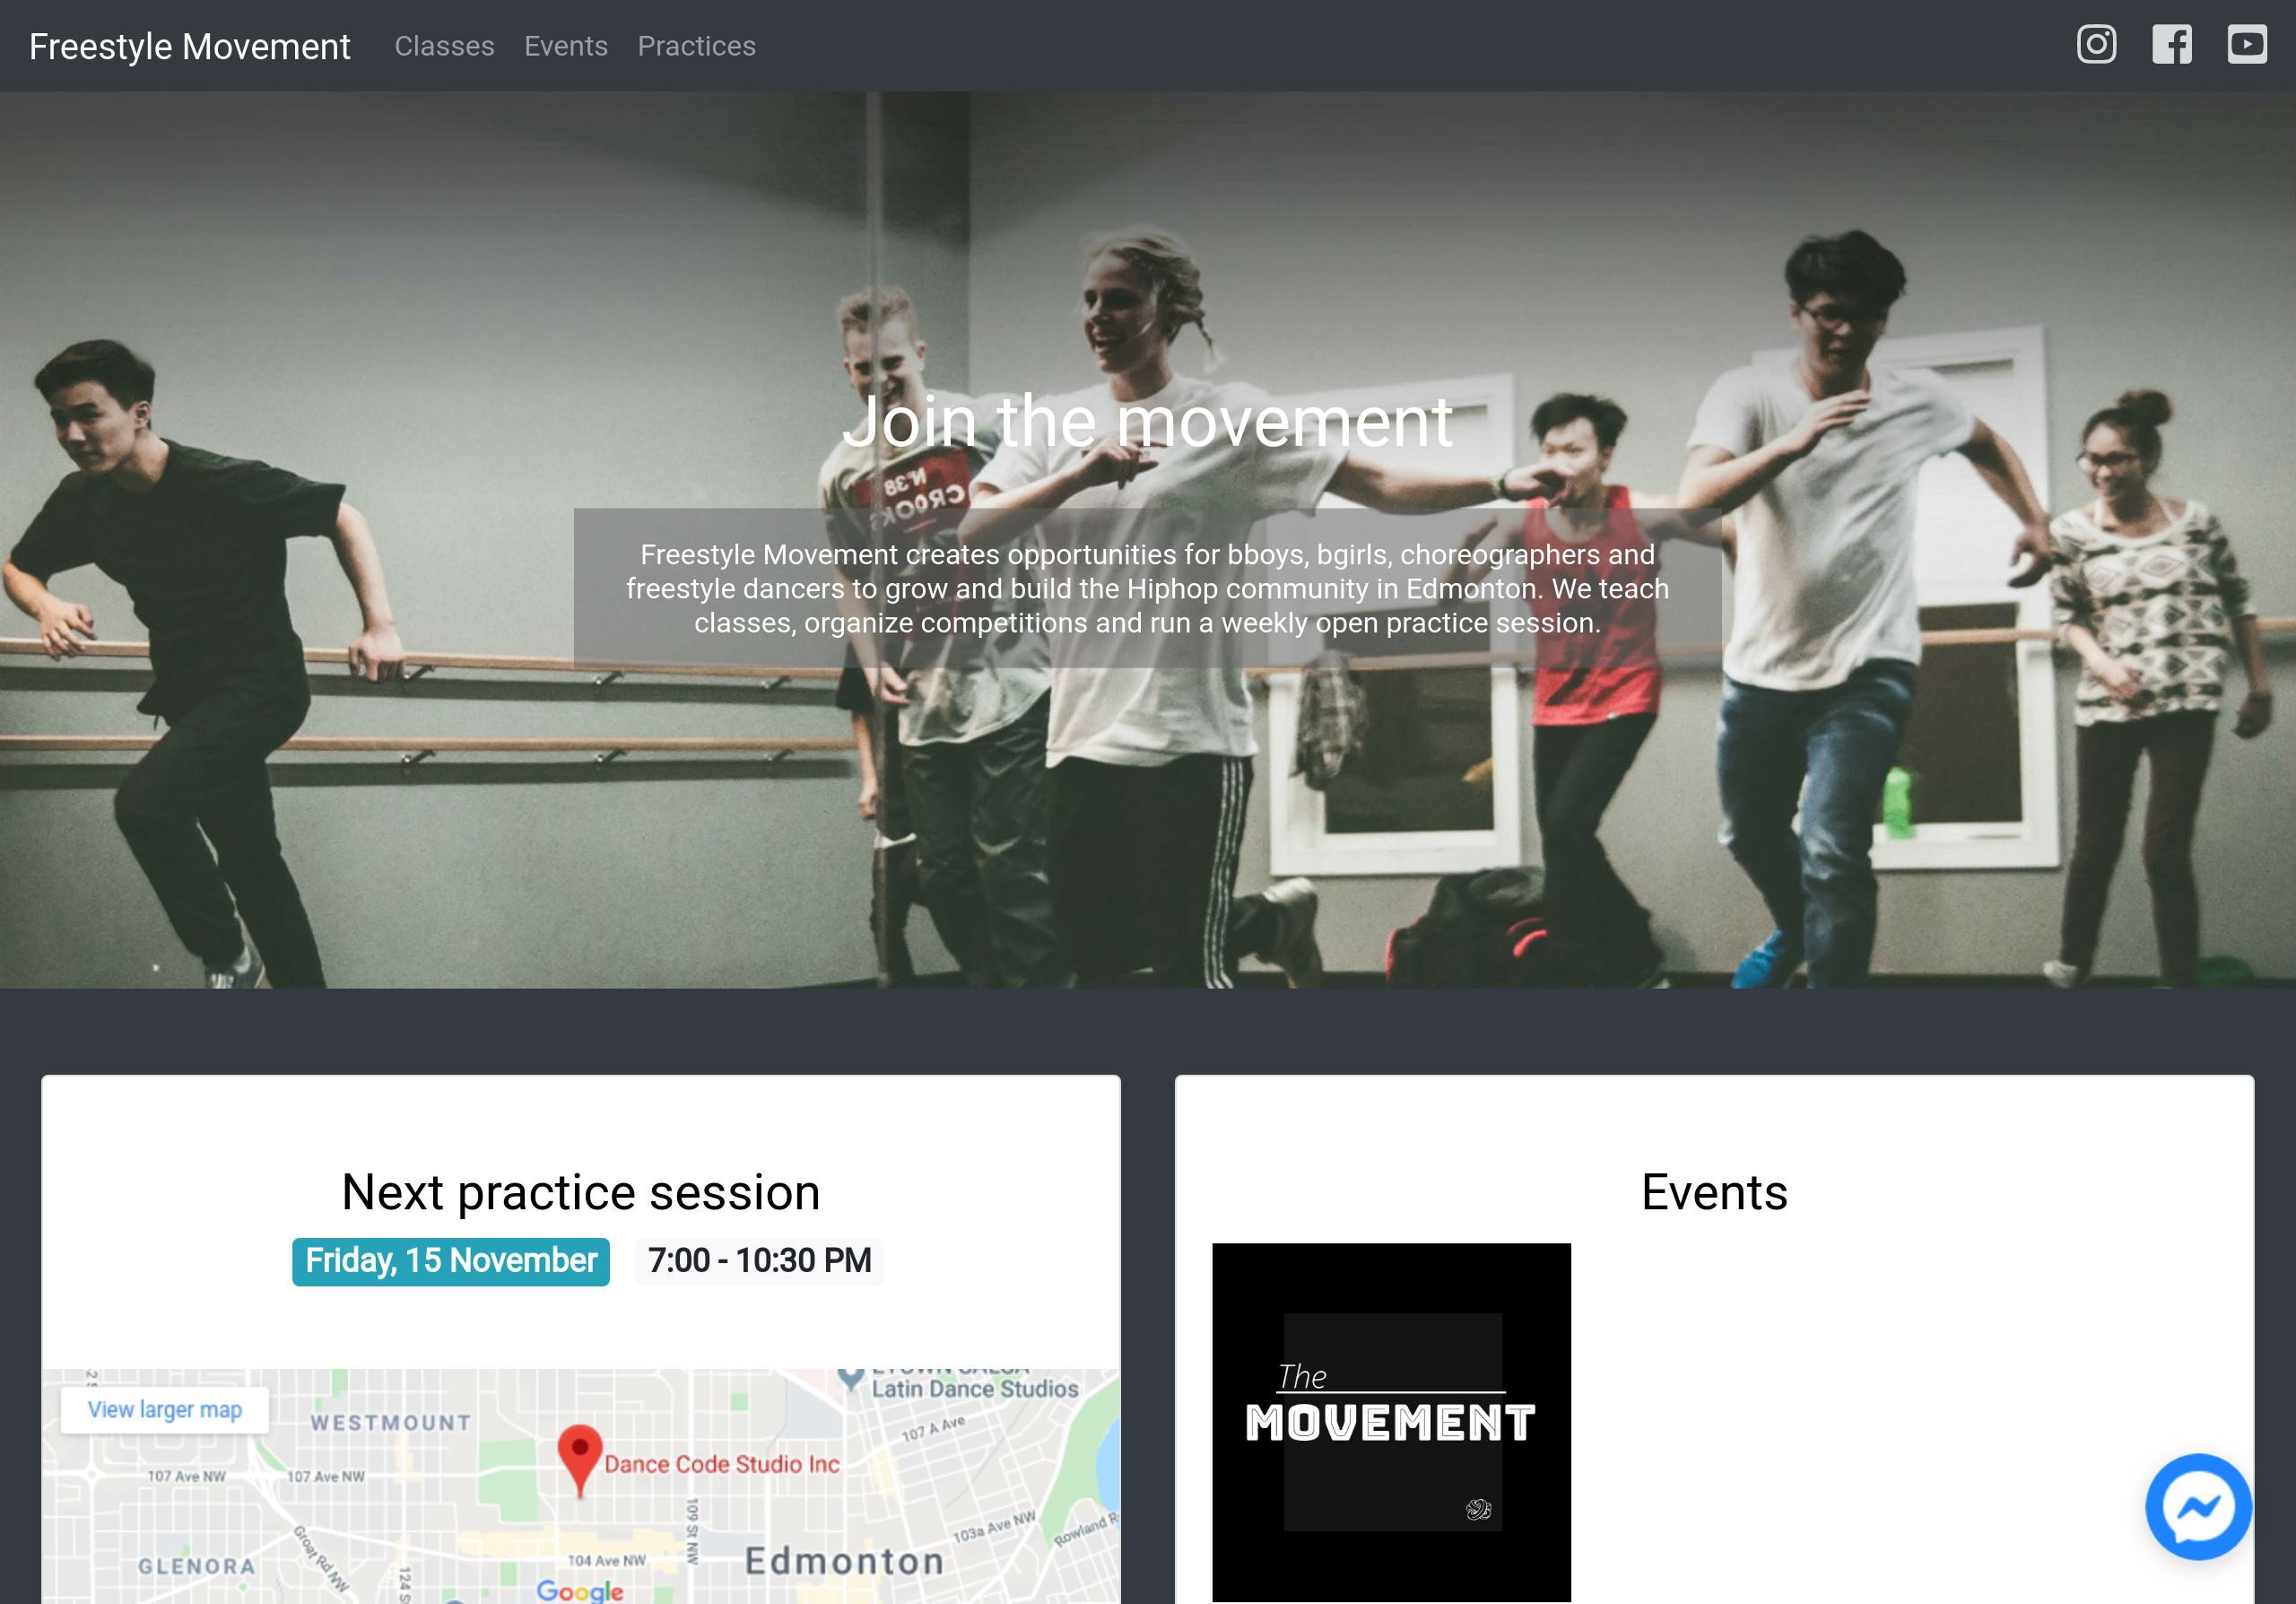 Freestyle Movement
Classes
Events
Practices
Join the movement
N°38
CROOK
Freestyle Movement creates opportunities for bboys, bgirls, choreographers and
freestyle dancers to grow and build the Hiphop community in Edmonton. We teach
classes, organize competitions and run a weekly open practice session.
Next practice session
Friday, 15 November
7:00 - 10:30 PM
View larger map
Latin Dance Studios
WESTMOUNT
107 A Ave
Dance Code Studio Inc
107 Ave NW
107 Ave NW
109 St NW
103a Ave NW
Groat Rd NW
GLENORA
104 Ave NW
Edmonton
Google
Events
The
MOVEMENT